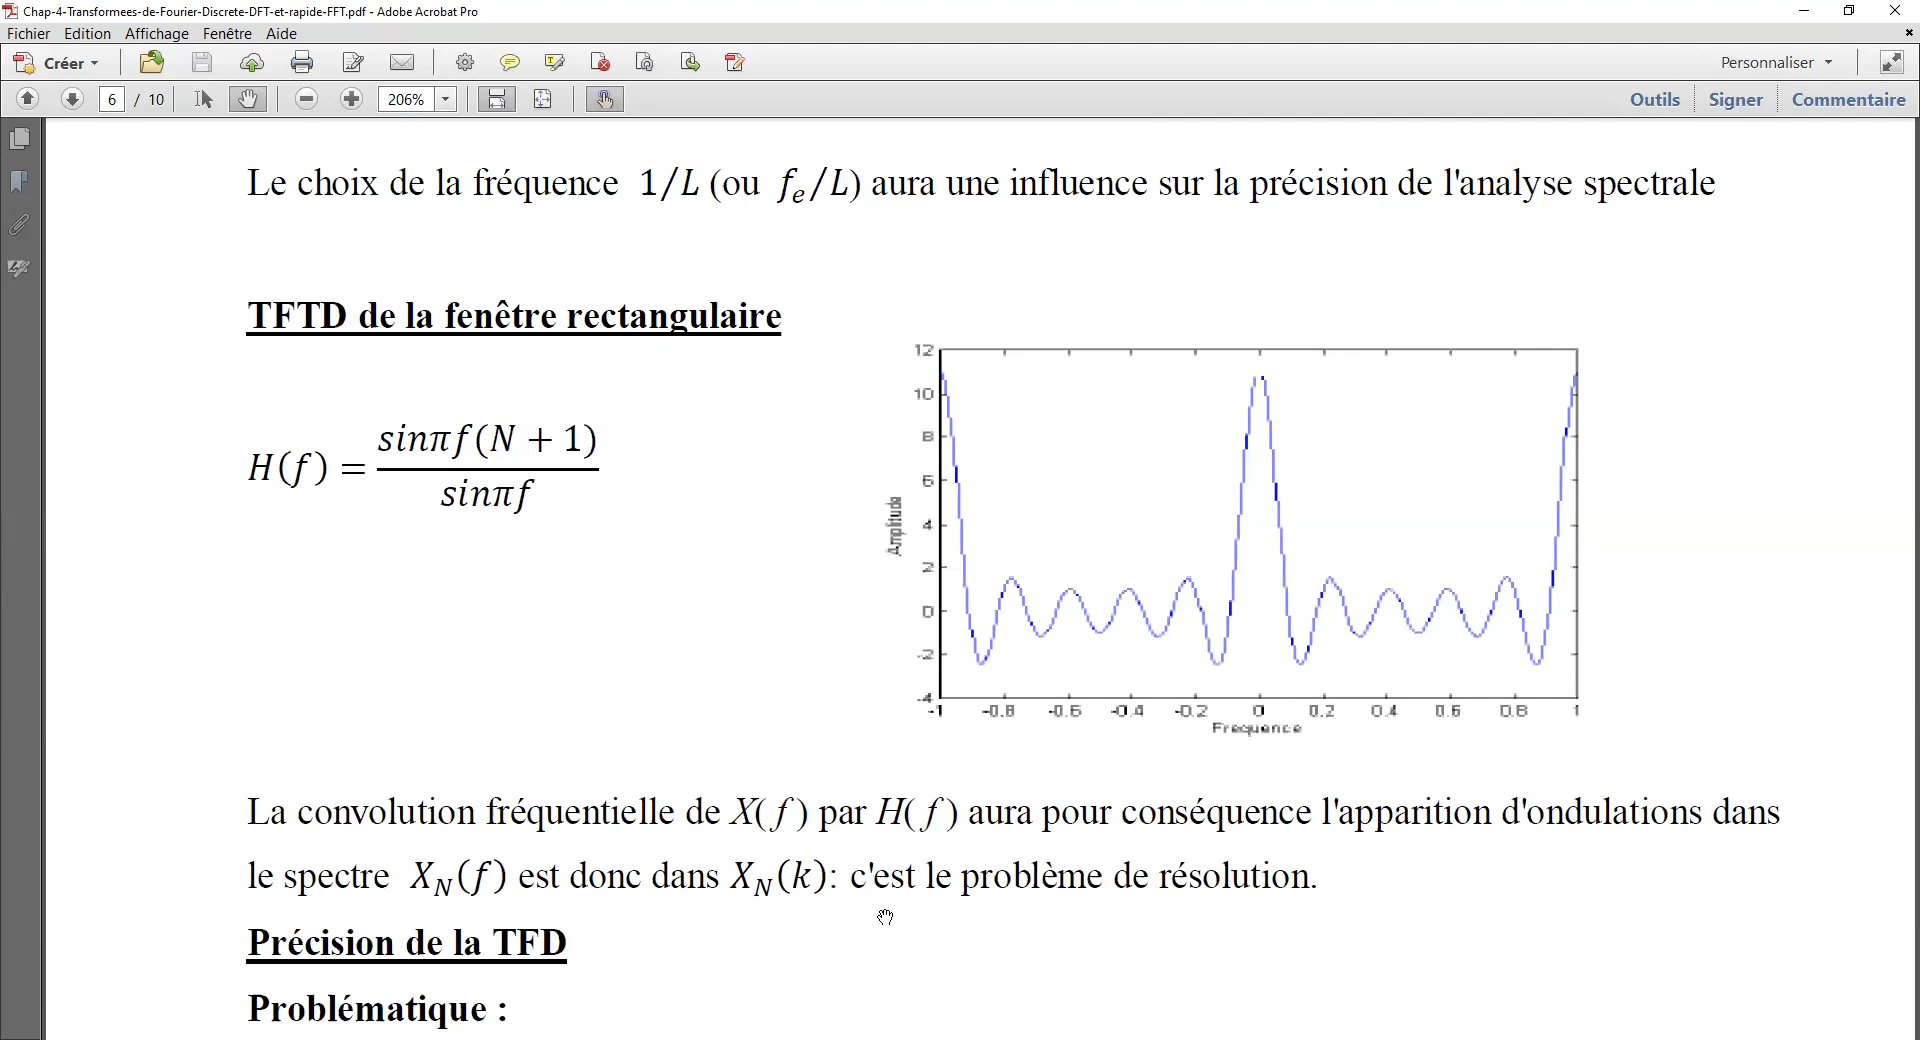 Chap-4-Transformees-de-Fourier-Discrete-DFT-et-rapide-FFT.pdf - Adobe Acrobat Pro
Fichier Edition Affichage Fenêtre Aide
Créer Personnaliser
6 / 10 206% Outils Signer Commentaire
Le choix de la fréquence 1/L (ou fₑ/L) aura une influence sur la précision de l'analyse spectrale
TFTD de la fenêtre rectangulaire
H(f) = sinπf(N + 1) / sinπf
12
10
8
6
4
2
0
-2
-4
Amplitude
-1 -0.8 -0.6 -0.4 -0.2 0 0.2 0.4 0.6 0.8 1
Frequence
La convolution fréquentielle de X(f) par H(f) aura pour conséquence l'apparition d'ondulations dans
le spectre X_N(f) est donc dans X_N(k): c'est le problème de résolution.
Précision de la TFD
Problématique :